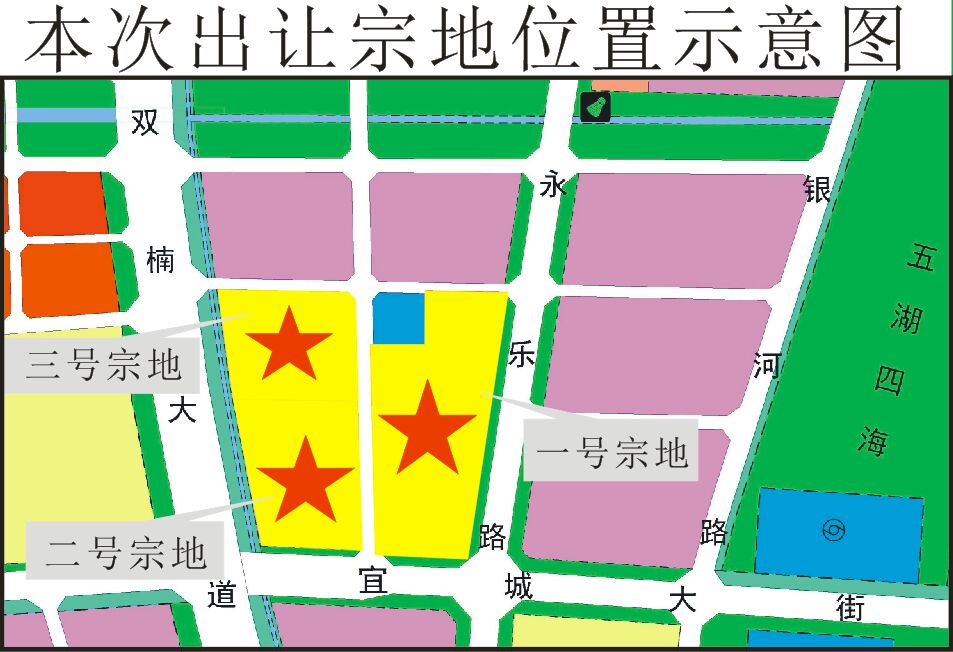 本次出让宗地位置示意图
双楠大道
永乐路
银河路
五湖四海
三号宗地
一号宗地
二号宗地
宜城大街